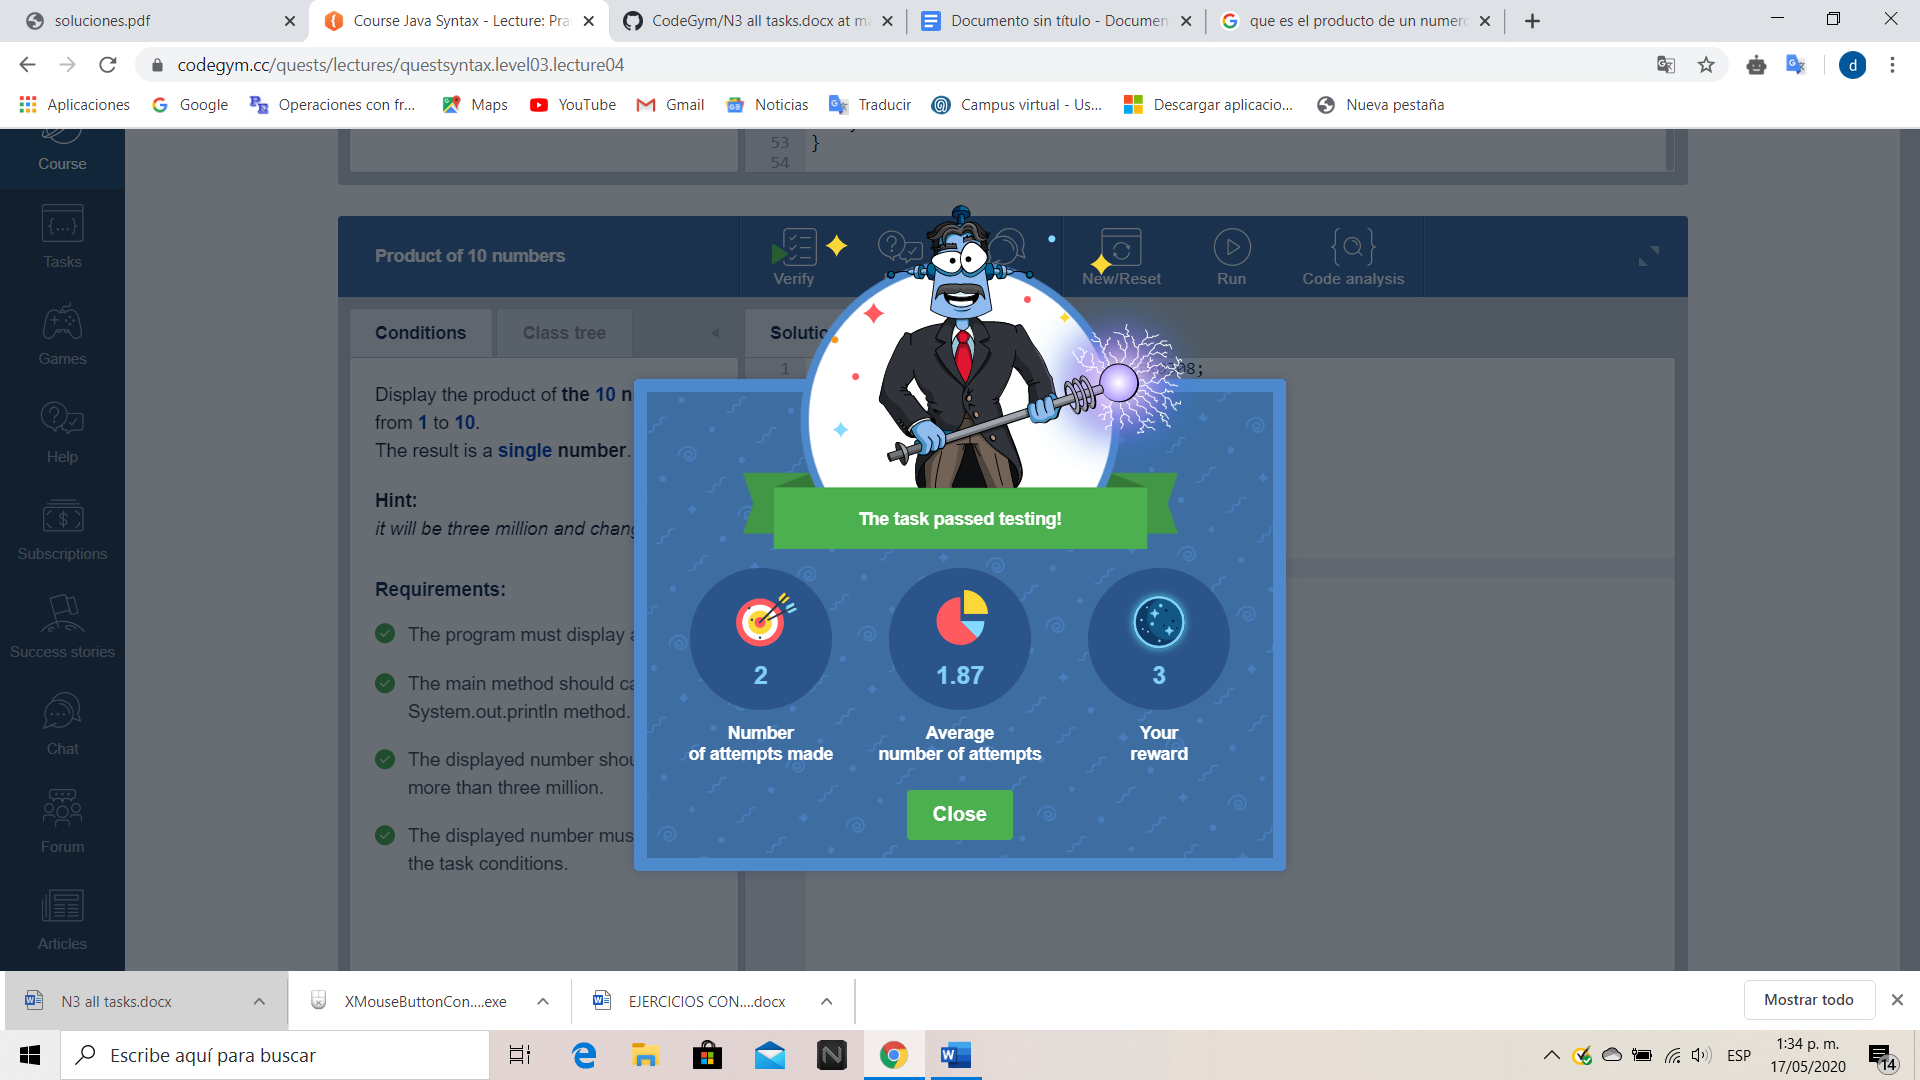 soluciones.pdf
Course Java Syntax - Lecture: Pra
CodeGym/N3 all tasks.docx at ma
Documento sin título - Documen
que es el producto de un numero
codegym.cc/quests/lectures/questsyntax.level03.lecture04
d
Aplicaciones
Google
Operaciones con fr...
Maps
YouTube
Gmail
Noticias
Traducir
Campus virtual - Us...
Descargar aplicacio...
Nueva pestaña
Course
Tasks
Games
Help
Subscriptions
Success stories
Chat
Forum
Articles
53 }
54
Product of 10 numbers
Verify
New/Reset
Run
Code analysis
Conditions
Class tree
Solutio
1
98;
Display the product of the 10 n
from 1 to 10.
The result is a single number.
Hint:
it will be three million and chang
Requirements:
The program must display a
The main method should ca
System.out.println method.
The displayed number shou
more than three million.
The displayed number mus
the task conditions.
The task passed testing!
2
1.87
3
Number
of attempts made
Average
number of attempts
Your
reward
Close
N3 all tasks.docx
XMouseButtonCon....exe
EJERCICIOS CON....docx
Mostrar todo
Escribe aquí para buscar
ESP
1:34 p. m.
17/05/2020
14